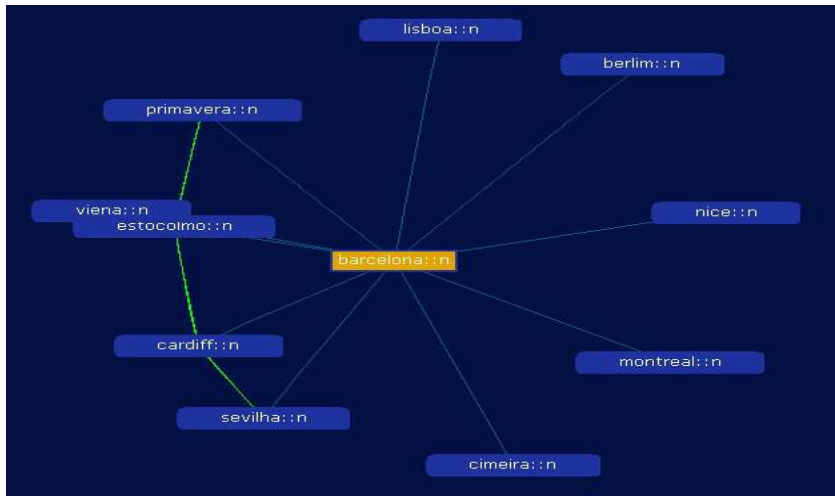 lisboa::n
berlim::n
primavera::n
viena::n
nice::n
estocolmo::n
barcelona::n
cardiff::n
montreal::n
sevilha::n
cimeira::n